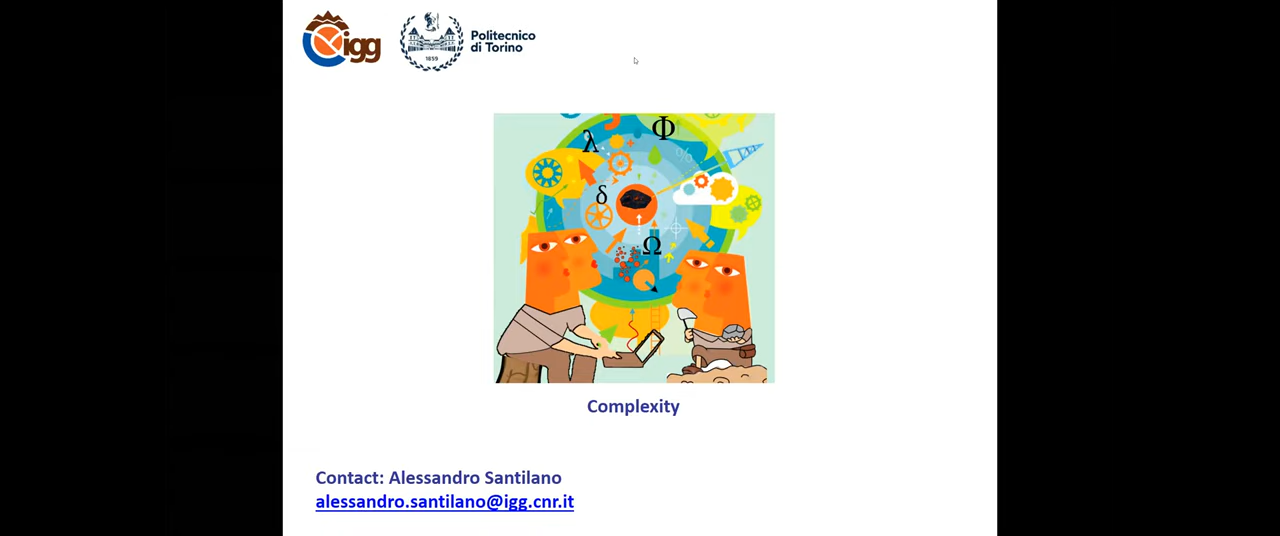 igg
Politecnico
di Torino
1859
λ
Φ
%
δ
Ω
Complexity
Contact: Alessandro Santilano
alessandro.santilano@igg.cnr.it